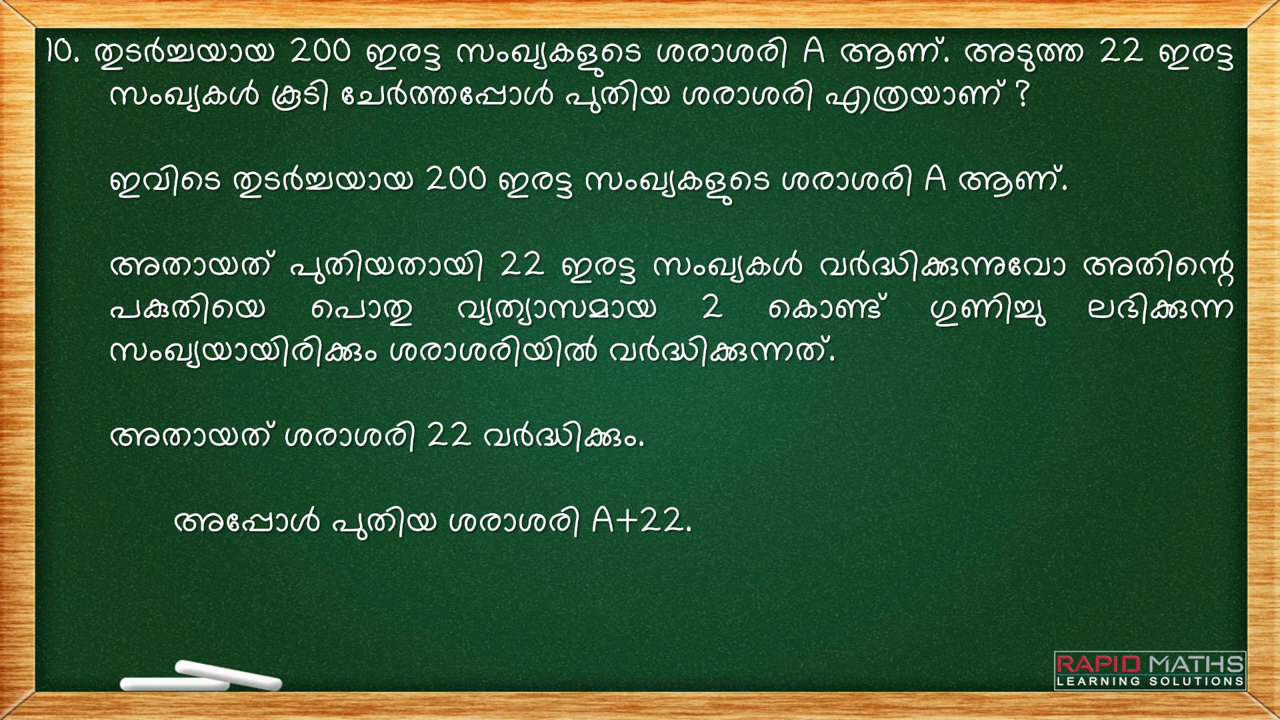 10. തുടർച്ചയായ 200 ഇരട്ട സംഖ്യകളുടെ ശരാശരി A ആണ്. അടുത്ത 22 ഇരട്ട
സംഖ്യകൾ കൂടി ചേർത്തപ്പോൾ പുതിയ ശരാശരി എത്രയാണ് ?
ഇവിടെ തുടർച്ചയായ 200 ഇരട്ട സംഖ്യകളുടെ ശരാശരി A ആണ്.
അതായത് പുതിയതായി 22 ഇരട്ട സംഖ്യകൾ വർദ്ധിക്കുന്നുവോ അതിന്റെ
പകുതിയെ പൊതു വ്യത്യാസമായ 2 കൊണ്ട് ഗുണിച്ചു ലഭിക്കുന്ന
സംഖ്യയായിരിക്കും ശരാശരിയിൽ വർദ്ധിക്കുന്നത്.
അതായത് ശരാശരി 22 വർദ്ധിക്കും.
അപ്പോൾ പുതിയ ശരാശരി A+22.
RAPID MATHS
LEARNING SOLUTIONS